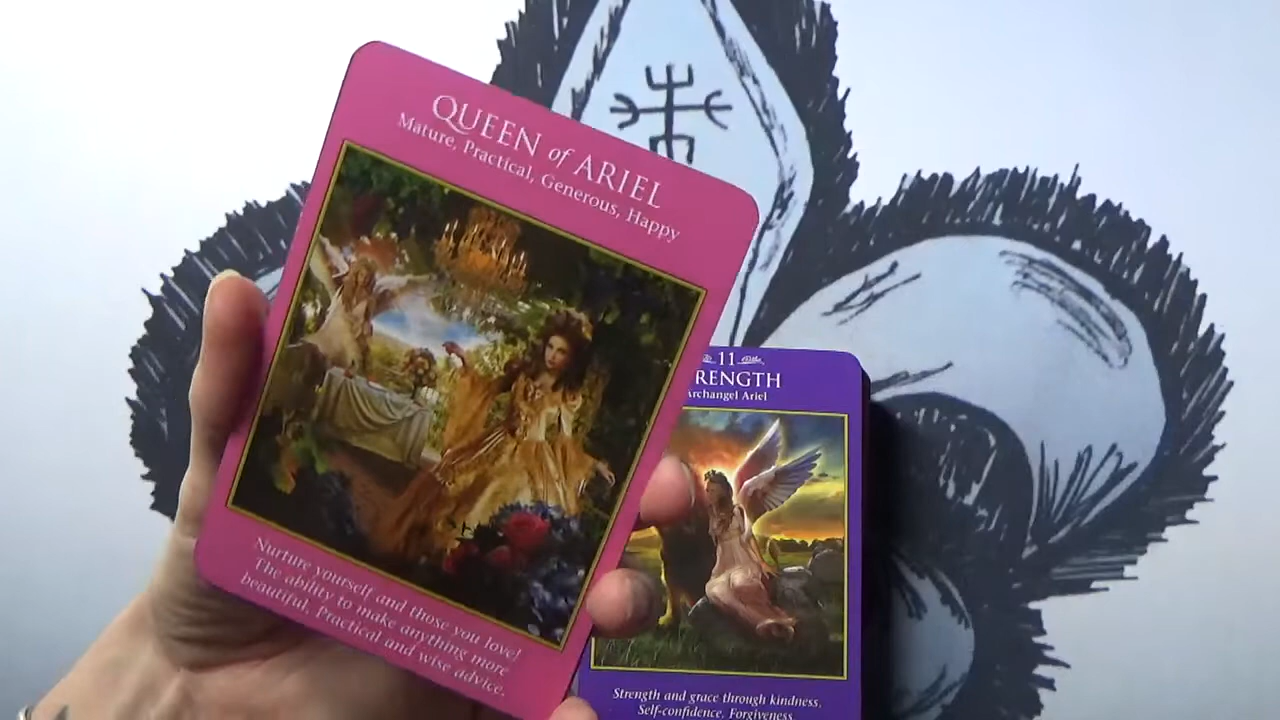 QUEEN of ARIEL
Mature, Practical, Generous, Happy
Nurture yourself and those you love!
The ability to make anything more
beautiful. Practical and wise advice.
11
RENGTH
Archangel Ariel
Strength and grace through kindness.
Self-confidence. Forgiveness.